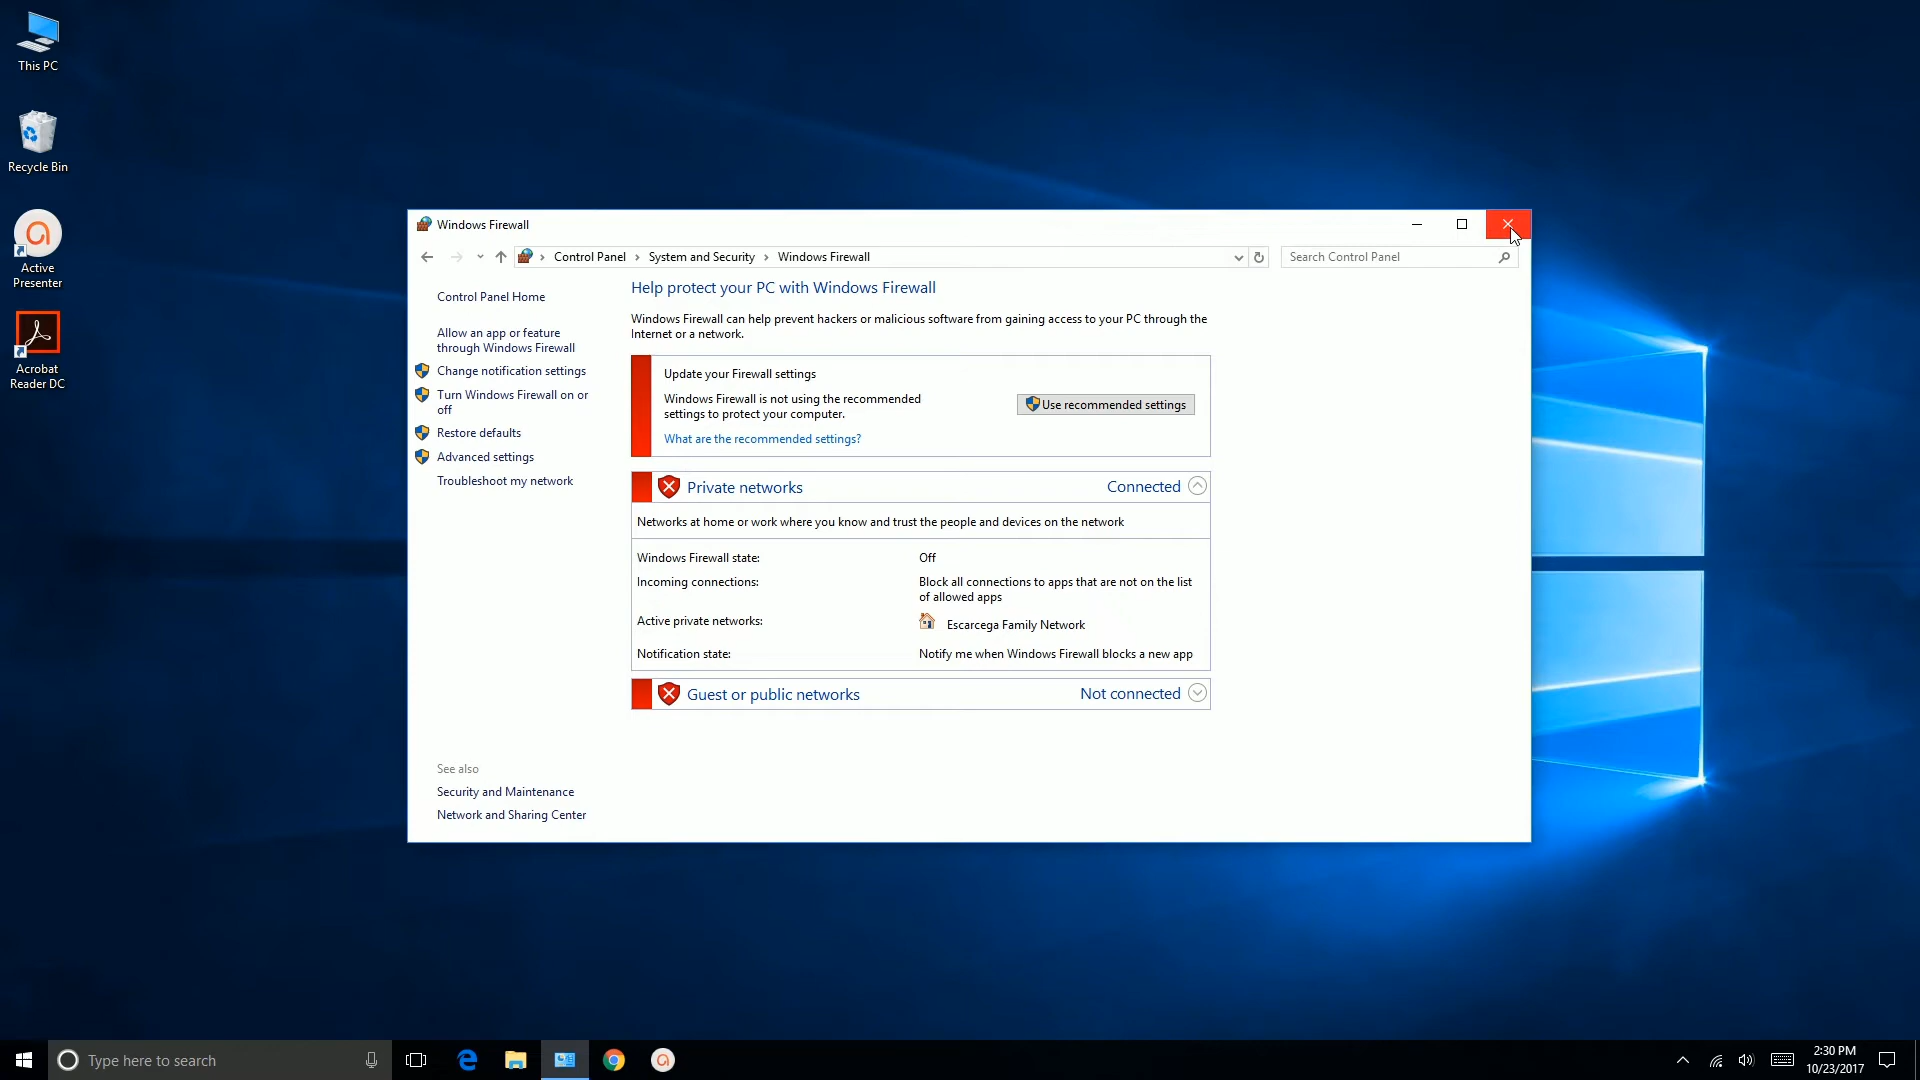 This PC
Recycle Bin
Active
Presenter
Acrobat
Reader DC
Windows Firewall
Control Panel
System and Security
Windows Firewall
Search Control Panel
Control Panel Home
Allow an app or feature
through Windows Firewall
Change notification settings
Turn Windows Firewall on or
off
Restore defaults
Advanced settings
Troubleshoot my network
See also
Security and Maintenance
Network and Sharing Center
Help protect your PC with Windows Firewall
Windows Firewall can help prevent hackers or malicious software from gaining access to your PC through the
Internet or a network.
Update your Firewall settings
Windows Firewall is not using the recommended
settings to protect your computer.
Use recommended settings
What are the recommended settings?
Private networks Connected
Networks at home or work where you know and trust the people and devices on the network
Windows Firewall state: Off
Incoming connections: Block all connections to apps that are not on the list
of allowed apps
Active private networks: Escarcega Family Network
Notification state: Notify me when Windows Firewall blocks a new app
Guest or public networks Not connected
Type here to search
2:30 PM
10/23/2017